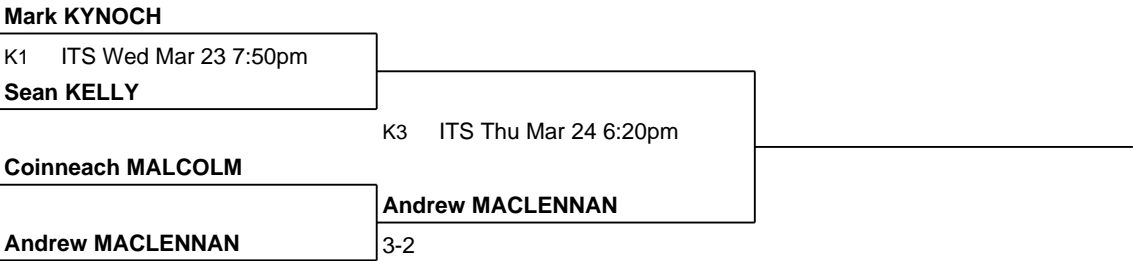 Mark KYNOCH
K1 ITS Wed Mar 23 7:50pm
Sean KELLY
K3 ITS Thu Mar 24 6:20pm
Coinneach MALCOLM
Andrew MACLENNAN
Andrew MACLENNAN
3-2